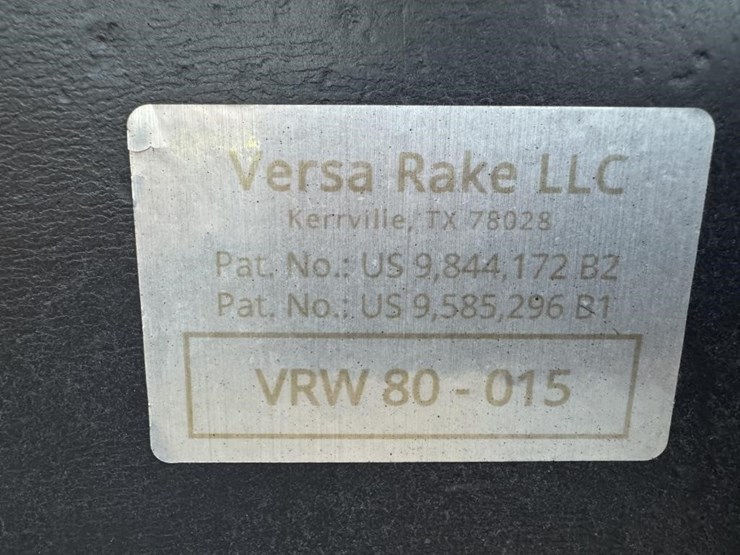 Versa Rake LLC
Kerrville, TX 78028
Pat. No.: US 9,844,172 B2
Pat. No.: US 9,585,296 B1
VRW 80 - 015